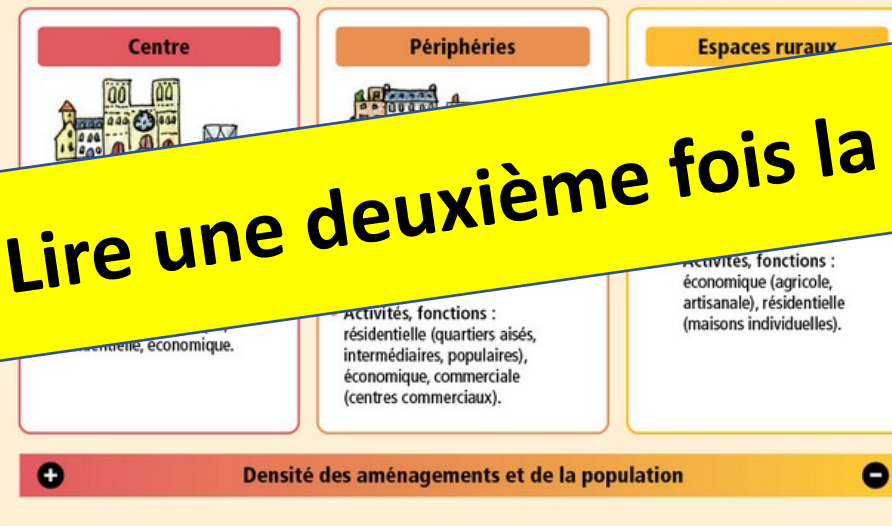 Centre
Périphéries
Espaces ruraux
Lire une deuxième fois la
économique.
Activités, fonctions :
résidentielle (quartiers aisés,
intermédiaires, populaires),
économique, commerciale
(centres commerciaux).
Activités, fonctions :
économique (agricole,
artisanale), résidentielle
(maisons individuelles).
+ Densité des aménagements et de la population −